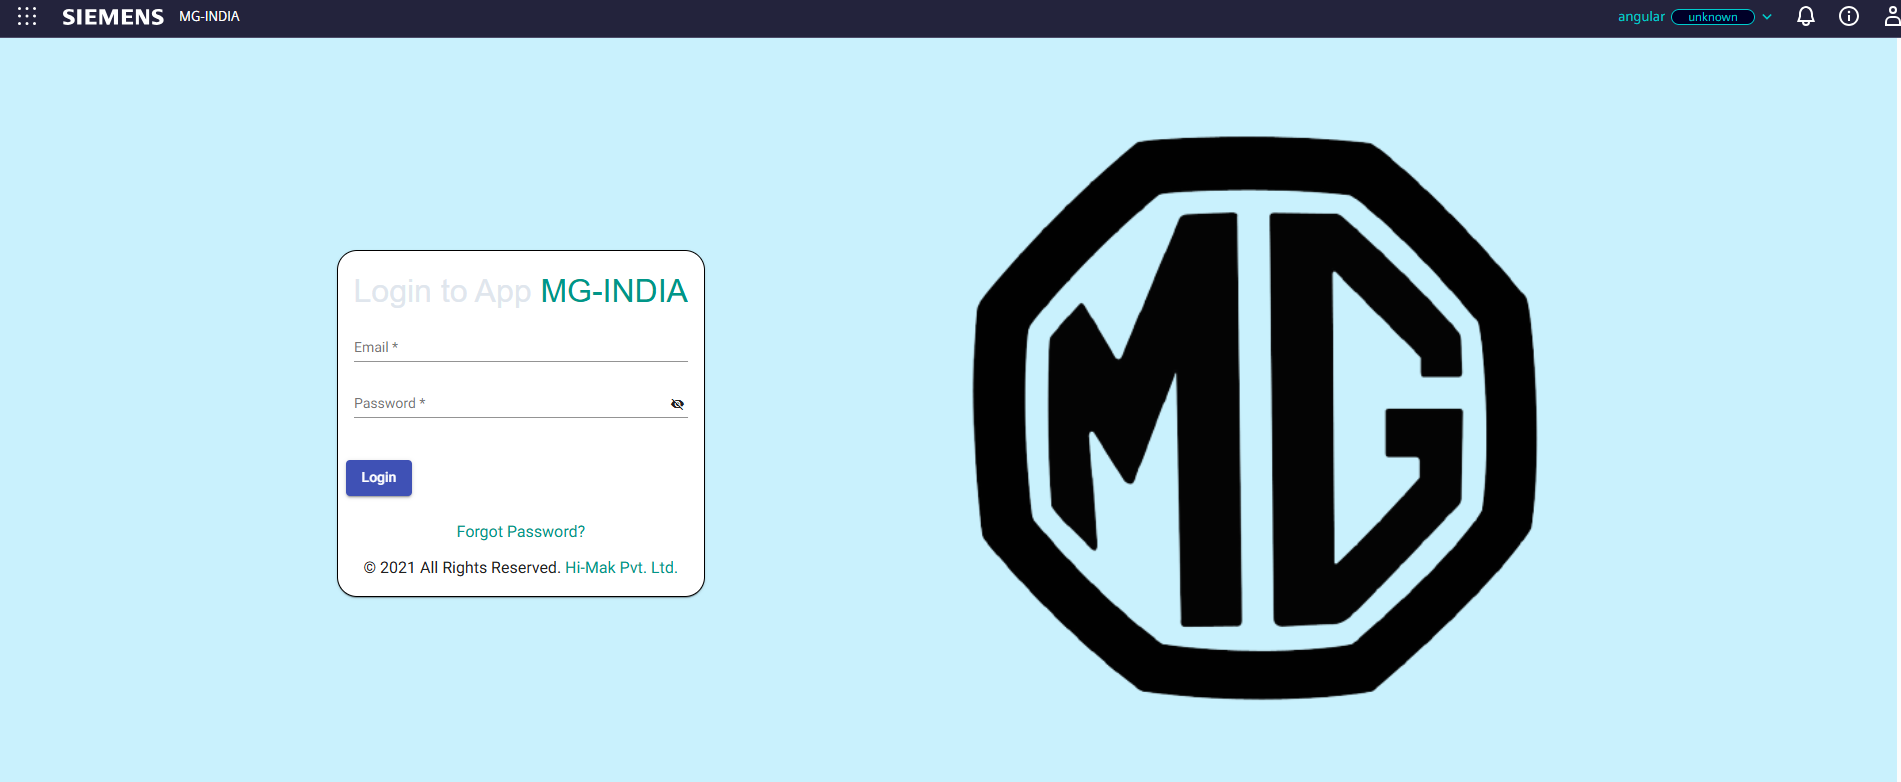 SIEMENS MG-INDIA angular unknown
Login to App MG-INDIA
Email *
Password *
Login
Forgot Password?
© 2021 All Rights Reserved. Hi-Mak Pvt. Ltd.
MG